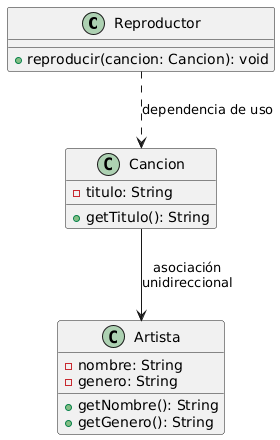 C Reproductor
reproducir(cancion: Cancion): void
dependencia de uso
C Cancion
titulo: String
getTitulo(): String
asociación
unidireccional
C Artista
nombre: String
genero: String
getNombre(): String
getGenero(): String